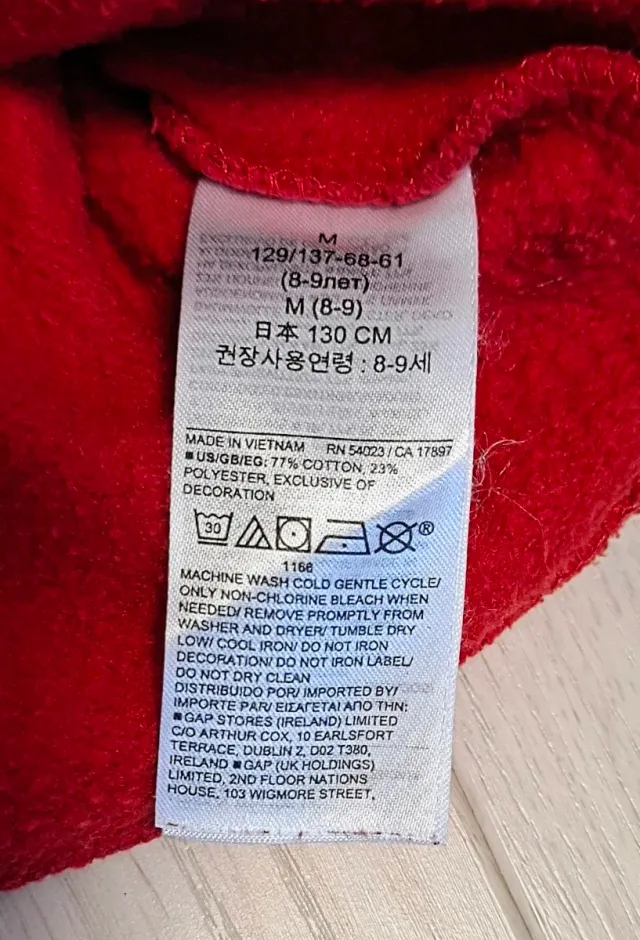 M
129/137-68-61
(8-9лет)
M (8-9)
日本 130 CM
권장사용연령 : 8-9세
MADE IN VIETNAM RN 54023 / CA 17897
■ US/GB/EG: 77% COTTON, 23%
POLYESTER, EXCLUSIVE OF
DECORATION
30 ®
1166
MACHINE WASH COLD GENTLE CYCLE/
ONLY NON-CHLORINE BLEACH WHEN
NEEDED/ REMOVE PROMPTLY FROM
WASHER AND DRYER/ TUMBLE DRY
LOW/ COOL IRON/ DO NOT IRON
DECORATION/ DO NOT IRON LABEL/
DO NOT DRY CLEAN
DISTRIBUIDO POR/ IMPORTED BY/
IMPORTE PAR/ ΕΙΣΑΓΕΤΑΙ ΑΠΟ ΤΗΝ:
■ GAP STORES (IRELAND) LIMITED
C/O ARTHUR COX, 10 EARLSFORT
TERRACE, DUBLIN 2, D02 T380,
IRELAND ■ GAP (UK HOLDINGS)
LIMITED, 2ND FLOOR NATIONS
HOUSE, 103 WIGMORE STREET,